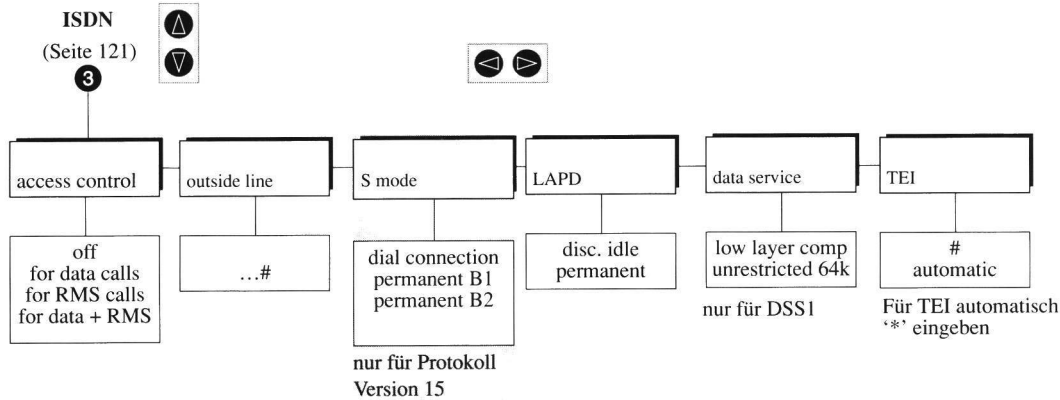 ISDN
(Seite 121)
3
access control
outside line
S mode
LAPD
data service
TEI
off
for data calls
for RMS calls
for data + RMS
…#
dial connection
permanent B1
permanent B2
disc. idle
permanent
low layer comp
unrestricted 64k
#
automatic
nur für Protokoll
Version 15
nur für DSS1
Für TEI automatisch
‘*’ eingeben